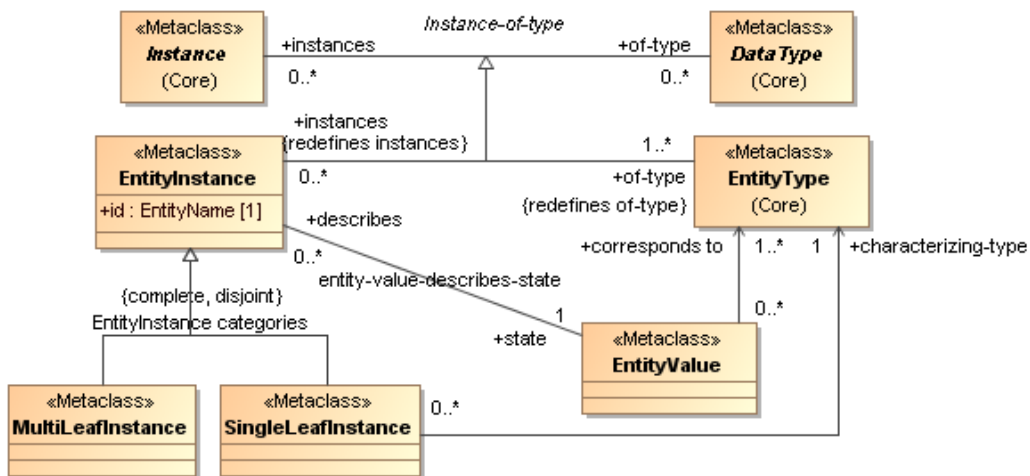 «Metaclass»
Instance
(Core)
Instance-of-type
+instances
0..*
+of-type
0..*
«Metaclass»
DataType
(Core)
+instances
{redefines instances}
0..*
1..*
+of-type
{redefines of-type}
«Metaclass»
EntityInstance
+id : EntityName [1]
«Metaclass»
EntityType
(Core)
+describes
0..*
entity-value-describes-state
1
+state
+corresponds to
1..*
0..*
1
+characterizing-type
{complete, disjoint}
EntityInstance categories
«Metaclass»
EntityValue
«Metaclass»
MultiLeafInstance
«Metaclass»
SingleLeafInstance
0..*